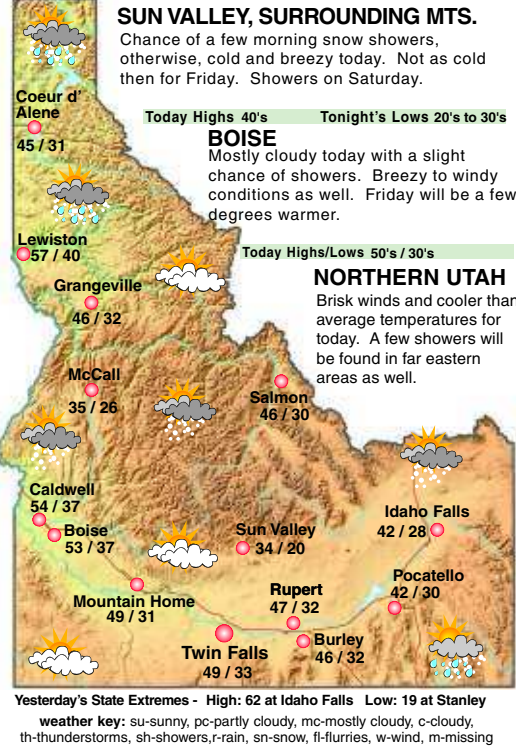 SUN VALLEY, SURROUNDING MTS.
Chance of a few morning snow showers,
otherwise, cold and breezy today. Not as cold
then for Friday. Showers on Saturday.
Today Highs 40's Tonight's Lows 20's to 30's
BOISE
Mostly cloudy today with a slight
chance of showers. Breezy to windy
conditions as well. Friday will be a few
degrees warmer.
Today Highs/Lows 50's / 30's
NORTHERN UTAH
Brisk winds and cooler than
average temperatures for
today. A few showers will
be found in far eastern
areas as well.
Coeur d'
Alene
45 / 31
Lewiston
57 / 40
Grangeville
46 / 32
McCall
35 / 26
Salmon
46 / 30
Caldwell
54 / 37
Boise
53 / 37
Sun Valley
34 / 20
Idaho Falls
42 / 28
Mountain Home
49 / 31
Rupert
47 / 32
Pocatello
42 / 30
Twin Falls
49 / 33
Burley
46 / 32
Yesterday's State Extremes - High: 62 at Idaho Falls Low: 19 at Stanley
weather key: su-sunny, pc-partly cloudy, mc-mostly cloudy, c-cloudy,
th-thunderstorms, sh-showers,r-rain, sn-snow, fl-flurries, w-wind, m-missing